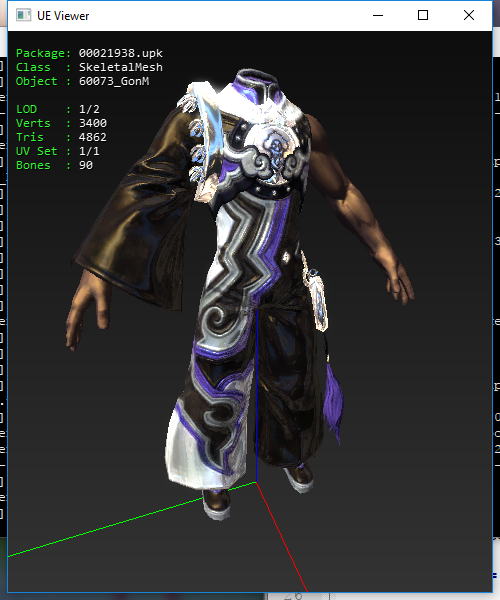 UE Viewer
Package: 00021938.upk
Class : SkeletalMesh
Object : 60073_GonM
LOD : 1/2
Verts : 3400
Tris : 4862
UV Set : 1/1
Bones : 90